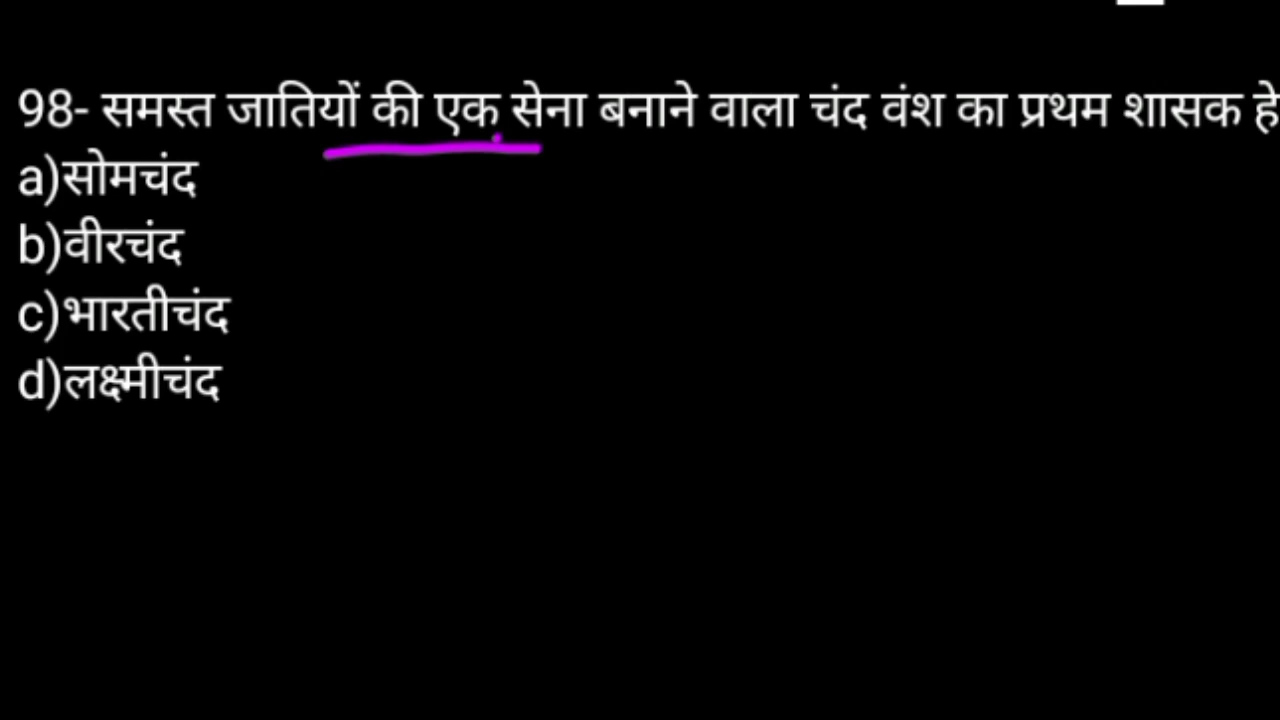 98- समस्त जातियों की एक सेना बनाने वाला चंद वंश का प्रथम शासक हे
a)सोमचंद
b)वीरचंद
c)भारतीचंद
d)लक्ष्मीचंद